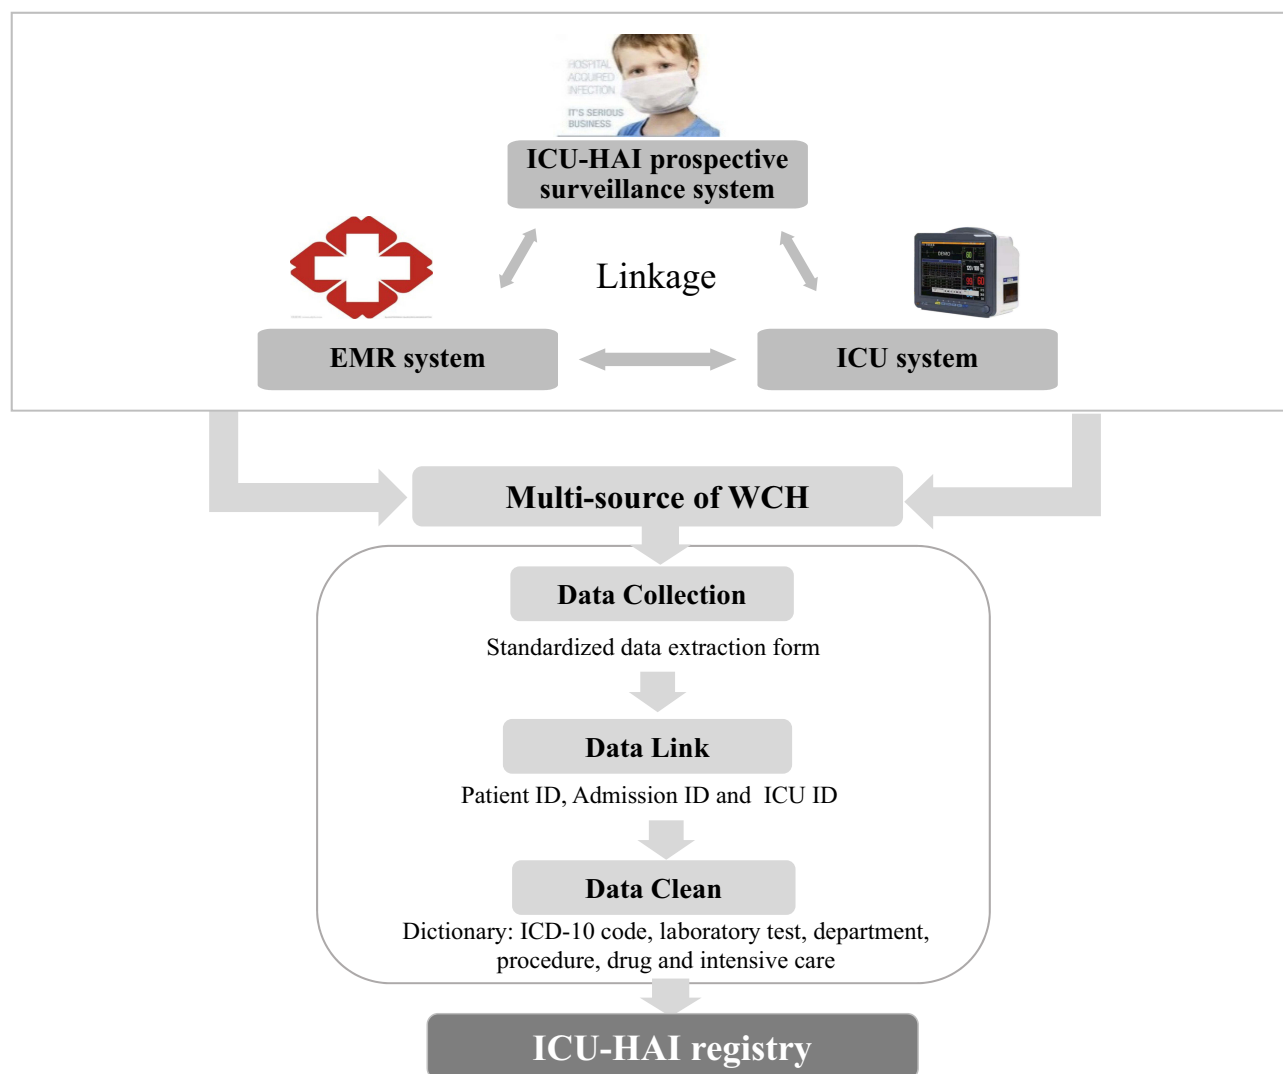 HOSPITAL
ACQUIRED
INFECTION
IT'S SERIOUS
BUSINESS
ICU-HAI prospective
surveillance system
Linkage
DEMO
EMR system
ICU system
Multi-source of WCH
Data Collection
Standardized data extraction form
Data Link
Patient ID, Admission ID and ICU ID
Data Clean
Dictionary: ICD-10 code, laboratory test, department,
procedure, drug and intensive care
ICU-HAI registry